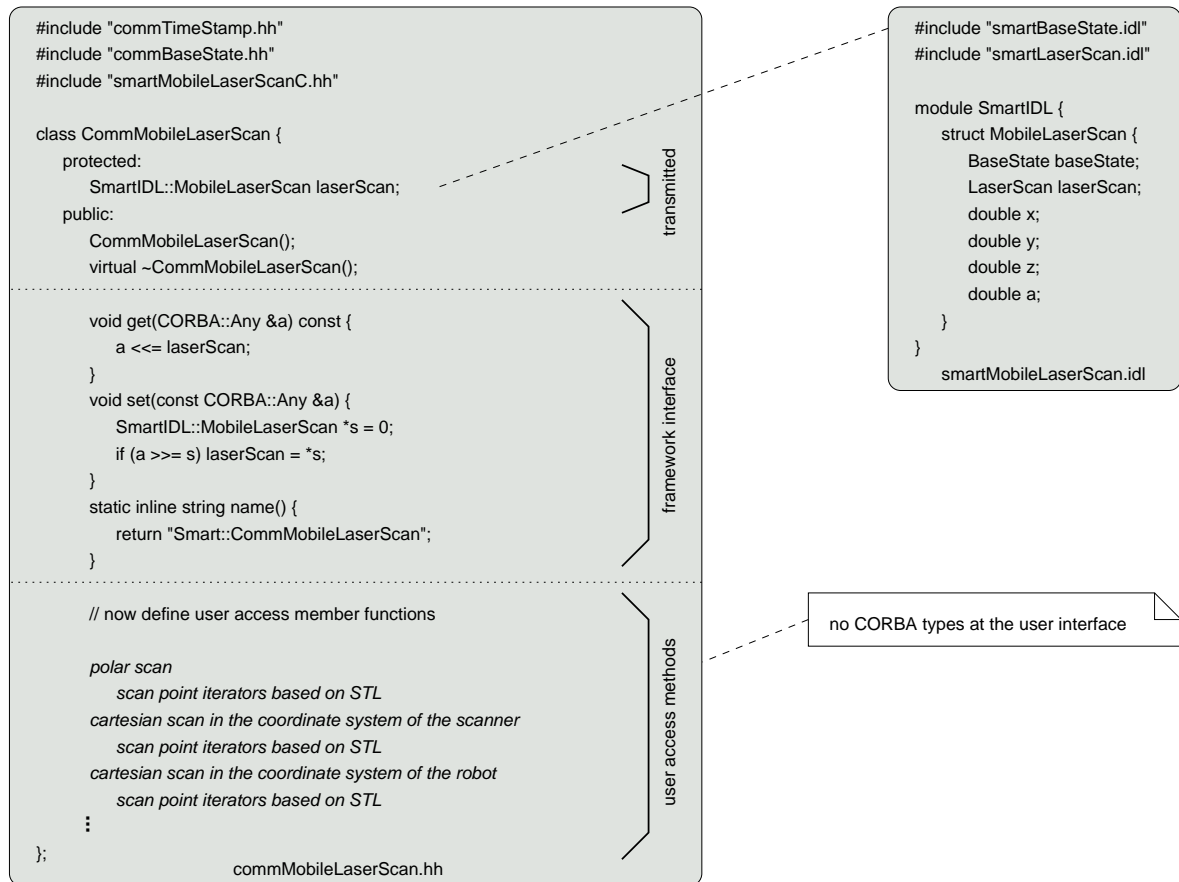 #include "commTimeStamp.hh"
#include "commBaseState.hh"
#include "smartMobileLaserScanC.hh"
class CommMobileLaserScan {
protected:
SmartIDL::MobileLaserScan laserScan;
public:
CommMobileLaserScan();
virtual ~CommMobileLaserScan();
transmitted
void get(CORBA::Any &a) const {
a <<= laserScan;
}
void set(const CORBA::Any &a) {
SmartIDL::MobileLaserScan *s = 0;
if (a >>= s) laserScan = *s;
}
static inline string name() {
return "Smart::CommMobileLaserScan";
}
framework interface
// now define user access member functions
polar scan
scan point iterators based on STL
cartesian scan in the coordinate system of the scanner
scan point iterators based on STL
cartesian scan in the coordinate system of the robot
scan point iterators based on STL
⋮
};
user access methods
commMobileLaserScan.hh
#include "smartBaseState.idl"
#include "smartLaserScan.idl"
module SmartIDL {
struct MobileLaserScan {
BaseState baseState;
LaserScan laserScan;
double x;
double y;
double z;
double a;
}
}
smartMobileLaserScan.idl
no CORBA types at the user interface